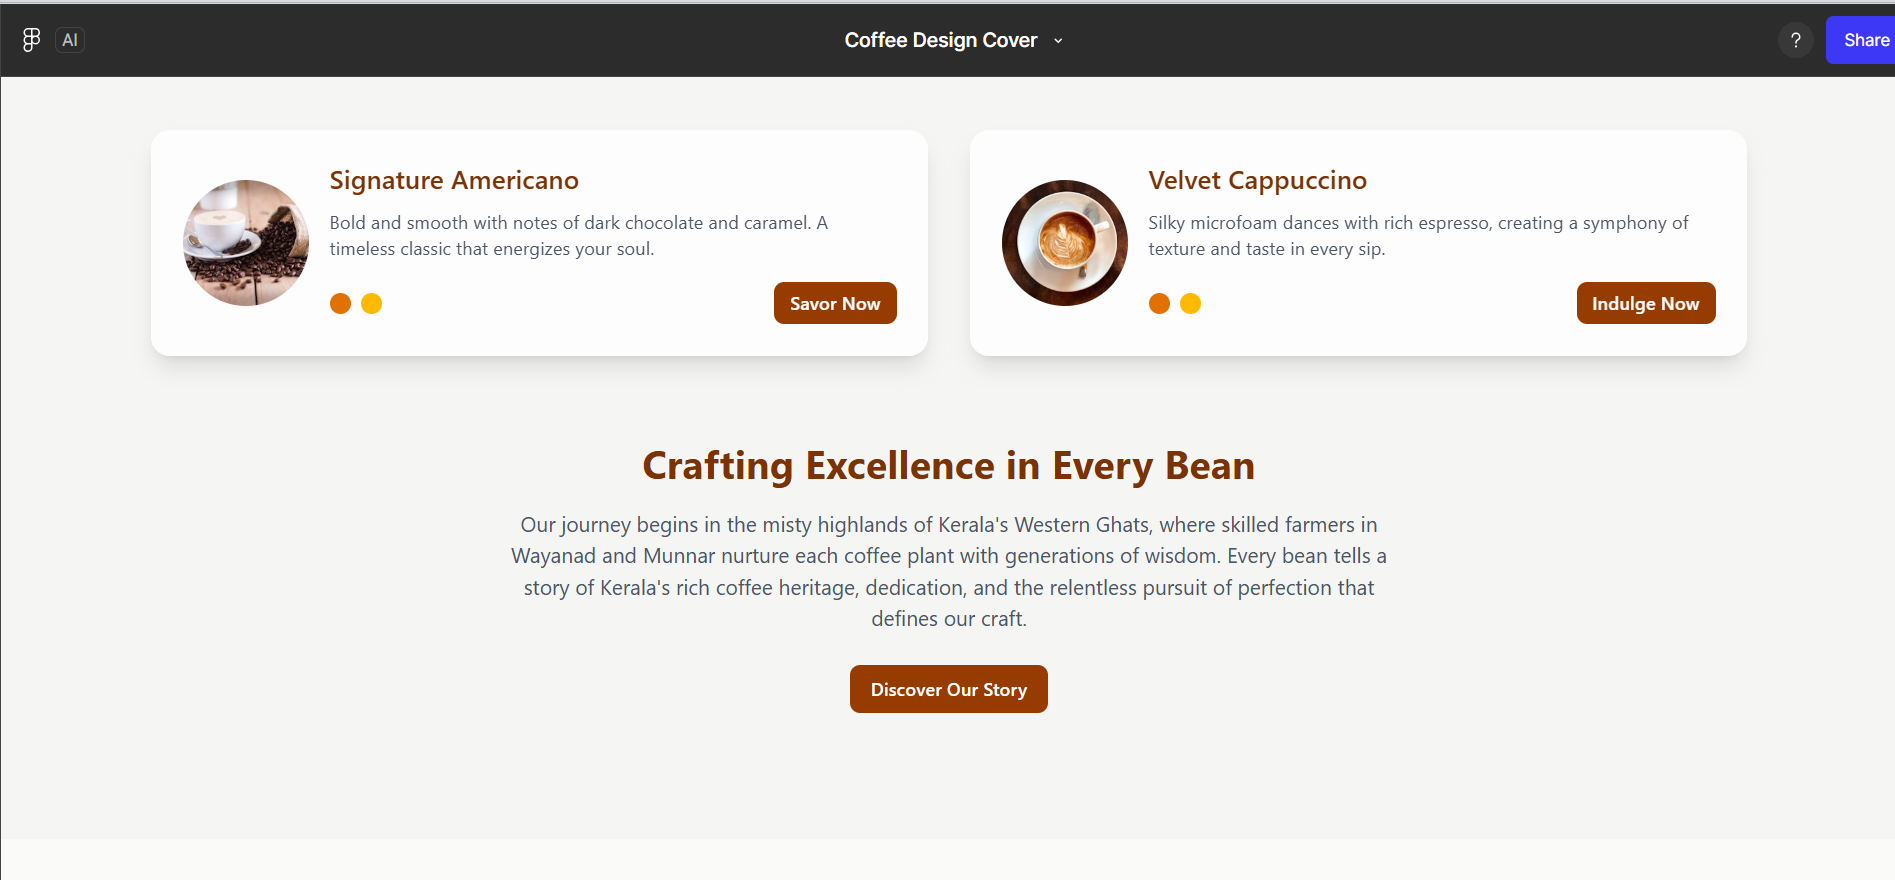 AI
Coffee Design Cover
?
Share
Signature Americano
Bold and smooth with notes of dark chocolate and caramel. A
timeless classic that energizes your soul.
Savor Now
Velvet Cappuccino
Silky microfoam dances with rich espresso, creating a symphony of
texture and taste in every sip.
Indulge Now
Crafting Excellence in Every Bean
Our journey begins in the misty highlands of Kerala's Western Ghats, where skilled farmers in
Wayanad and Munnar nurture each coffee plant with generations of wisdom. Every bean tells a
story of Kerala's rich coffee heritage, dedication, and the relentless pursuit of perfection that
defines our craft.
Discover Our Story